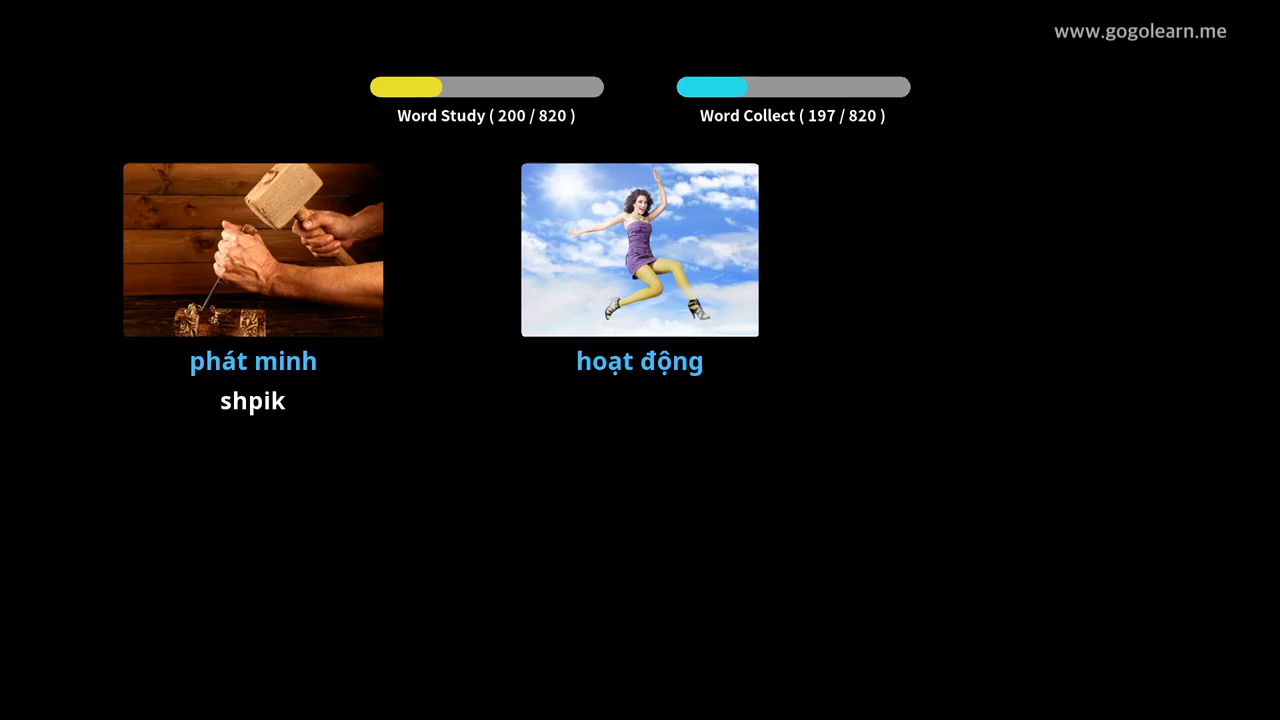 www.gogolearn.me
Word Study ( 200 / 820 )
Word Collect ( 197 / 820 )
phát minh
hoạt động
shpik